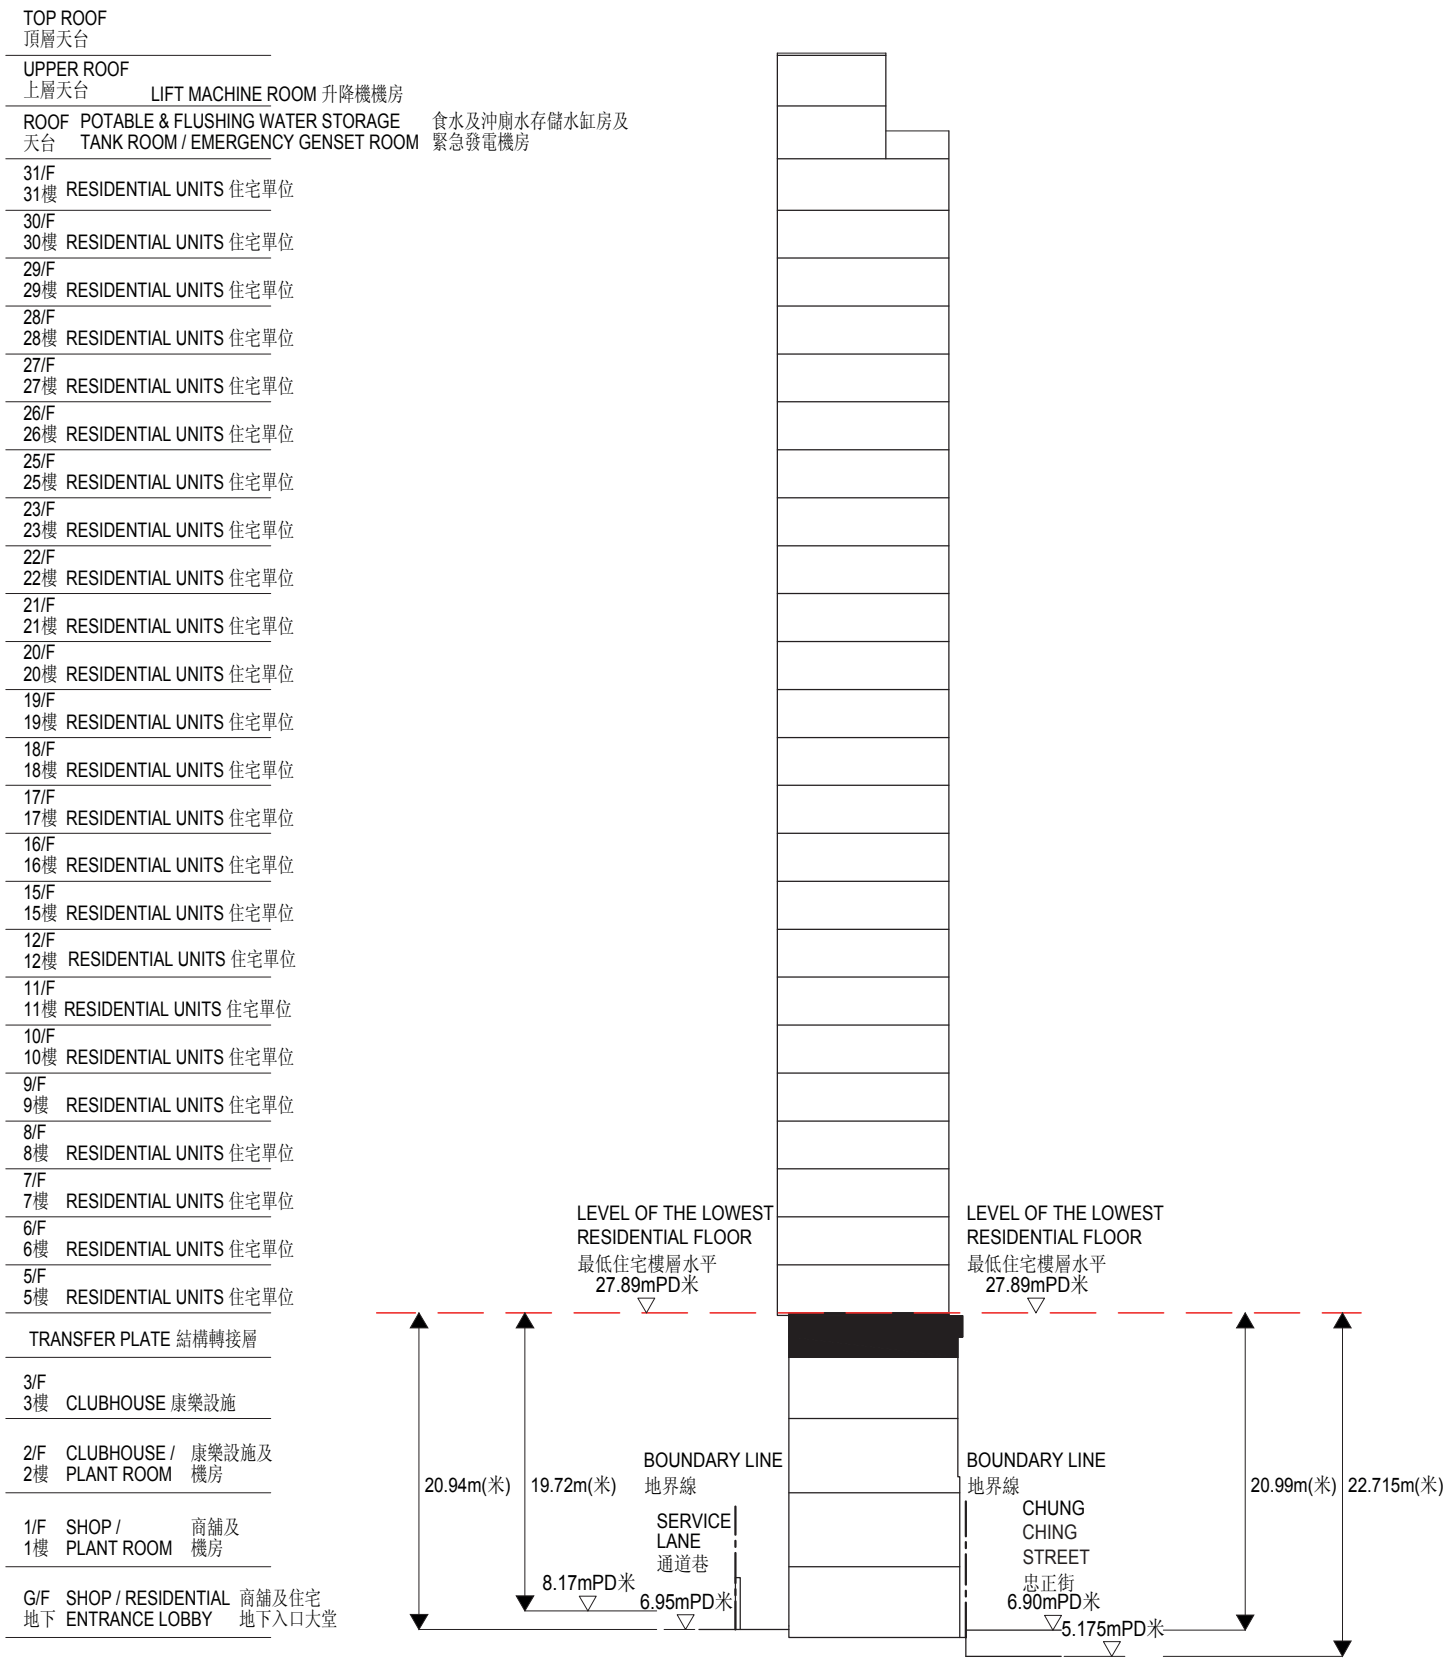 TOP ROOF
頂層天台
UPPER ROOF
上層天台 LIFT MACHINE ROOM 升降機機房
ROOF POTABLE & FLUSHING WATER STORAGE 食水及沖廁水存儲水缸房及
天台 TANK ROOM / EMERGENCY GENSET ROOM 緊急發電機房
31/F
31樓 RESIDENTIAL UNITS 住宅單位
30/F
30樓 RESIDENTIAL UNITS 住宅單位
29/F
29樓 RESIDENTIAL UNITS 住宅單位
28/F
28樓 RESIDENTIAL UNITS 住宅單位
27/F
27樓 RESIDENTIAL UNITS 住宅單位
26/F
26樓 RESIDENTIAL UNITS 住宅單位
25/F
25樓 RESIDENTIAL UNITS 住宅單位
23/F
23樓 RESIDENTIAL UNITS 住宅單位
22/F
22樓 RESIDENTIAL UNITS 住宅單位
21/F
21樓 RESIDENTIAL UNITS 住宅單位
20/F
20樓 RESIDENTIAL UNITS 住宅單位
19/F
19樓 RESIDENTIAL UNITS 住宅單位
18/F
18樓 RESIDENTIAL UNITS 住宅單位
17/F
17樓 RESIDENTIAL UNITS 住宅單位
16/F
16樓 RESIDENTIAL UNITS 住宅單位
15/F
15樓 RESIDENTIAL UNITS 住宅單位
12/F
12樓 RESIDENTIAL UNITS 住宅單位
11/F
11樓 RESIDENTIAL UNITS 住宅單位
10/F
10樓 RESIDENTIAL UNITS 住宅單位
9/F
9樓 RESIDENTIAL UNITS 住宅單位
8/F
8樓 RESIDENTIAL UNITS 住宅單位
7/F
7樓 RESIDENTIAL UNITS 住宅單位
6/F
6樓 RESIDENTIAL UNITS 住宅單位
5/F
5樓 RESIDENTIAL UNITS 住宅單位
TRANSFER PLATE 結構轉接層
3/F
3樓 CLUBHOUSE 康樂設施
2/F CLUBHOUSE / 康樂設施及
2樓 PLANT ROOM 機房
1/F SHOP / 商舖及
1樓 PLANT ROOM 機房
G/F SHOP / RESIDENTIAL 商舖及住宅
地下 ENTRANCE LOBBY 地下入口大堂
LEVEL OF THE LOWEST
RESIDENTIAL FLOOR
最低住宅樓層水平
27.89mPD米
LEVEL OF THE LOWEST
RESIDENTIAL FLOOR
最低住宅樓層水平
27.89mPD米
20.94m(米)
19.72m(米)
BOUNDARY LINE
地界線
SERVICE
LANE
通道巷
8.17mPD米
6.95mPD米
BOUNDARY LINE
地界線
CHUNG
CHING
STREET
忠正街
6.90mPD米
5.175mPD米
20.99m(米)
22.715m(米)